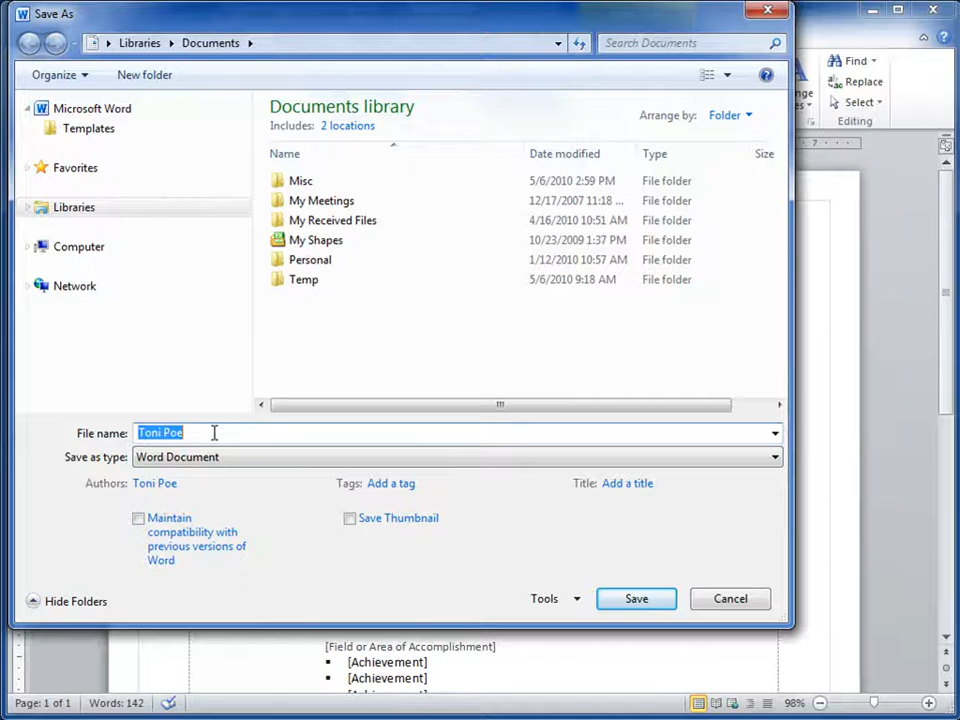 Save As
Libraries Documents Search Documents
Organize New folder
Find
Replace
Select
Editing
Microsoft Word
Templates
Favorites
Libraries
Computer
Network
Documents library
Includes: 2 locations
Arrange by: Folder
Name Date modified Type Size
Misc 5/6/2010 2:59 PM File folder
My Meetings 12/17/2007 11:18 ... File folder
My Received Files 4/16/2010 10:51 AM File folder
My Shapes 10/23/2009 1:37 PM File folder
Personal 1/12/2010 10:57 AM File folder
Temp 5/6/2010 9:18 AM File folder
File name: Toni Poe
Save as type: Word Document
Authors: Toni Poe Tags: Add a tag Title: Add a title
Maintain
compatibility with
previous versions of
Word
Save Thumbnail
Hide Folders Tools Save Cancel
[Field or Area of Accomplishment]
[Achievement]
[Achievement]
Page: 1 of 1 Words: 142 98%